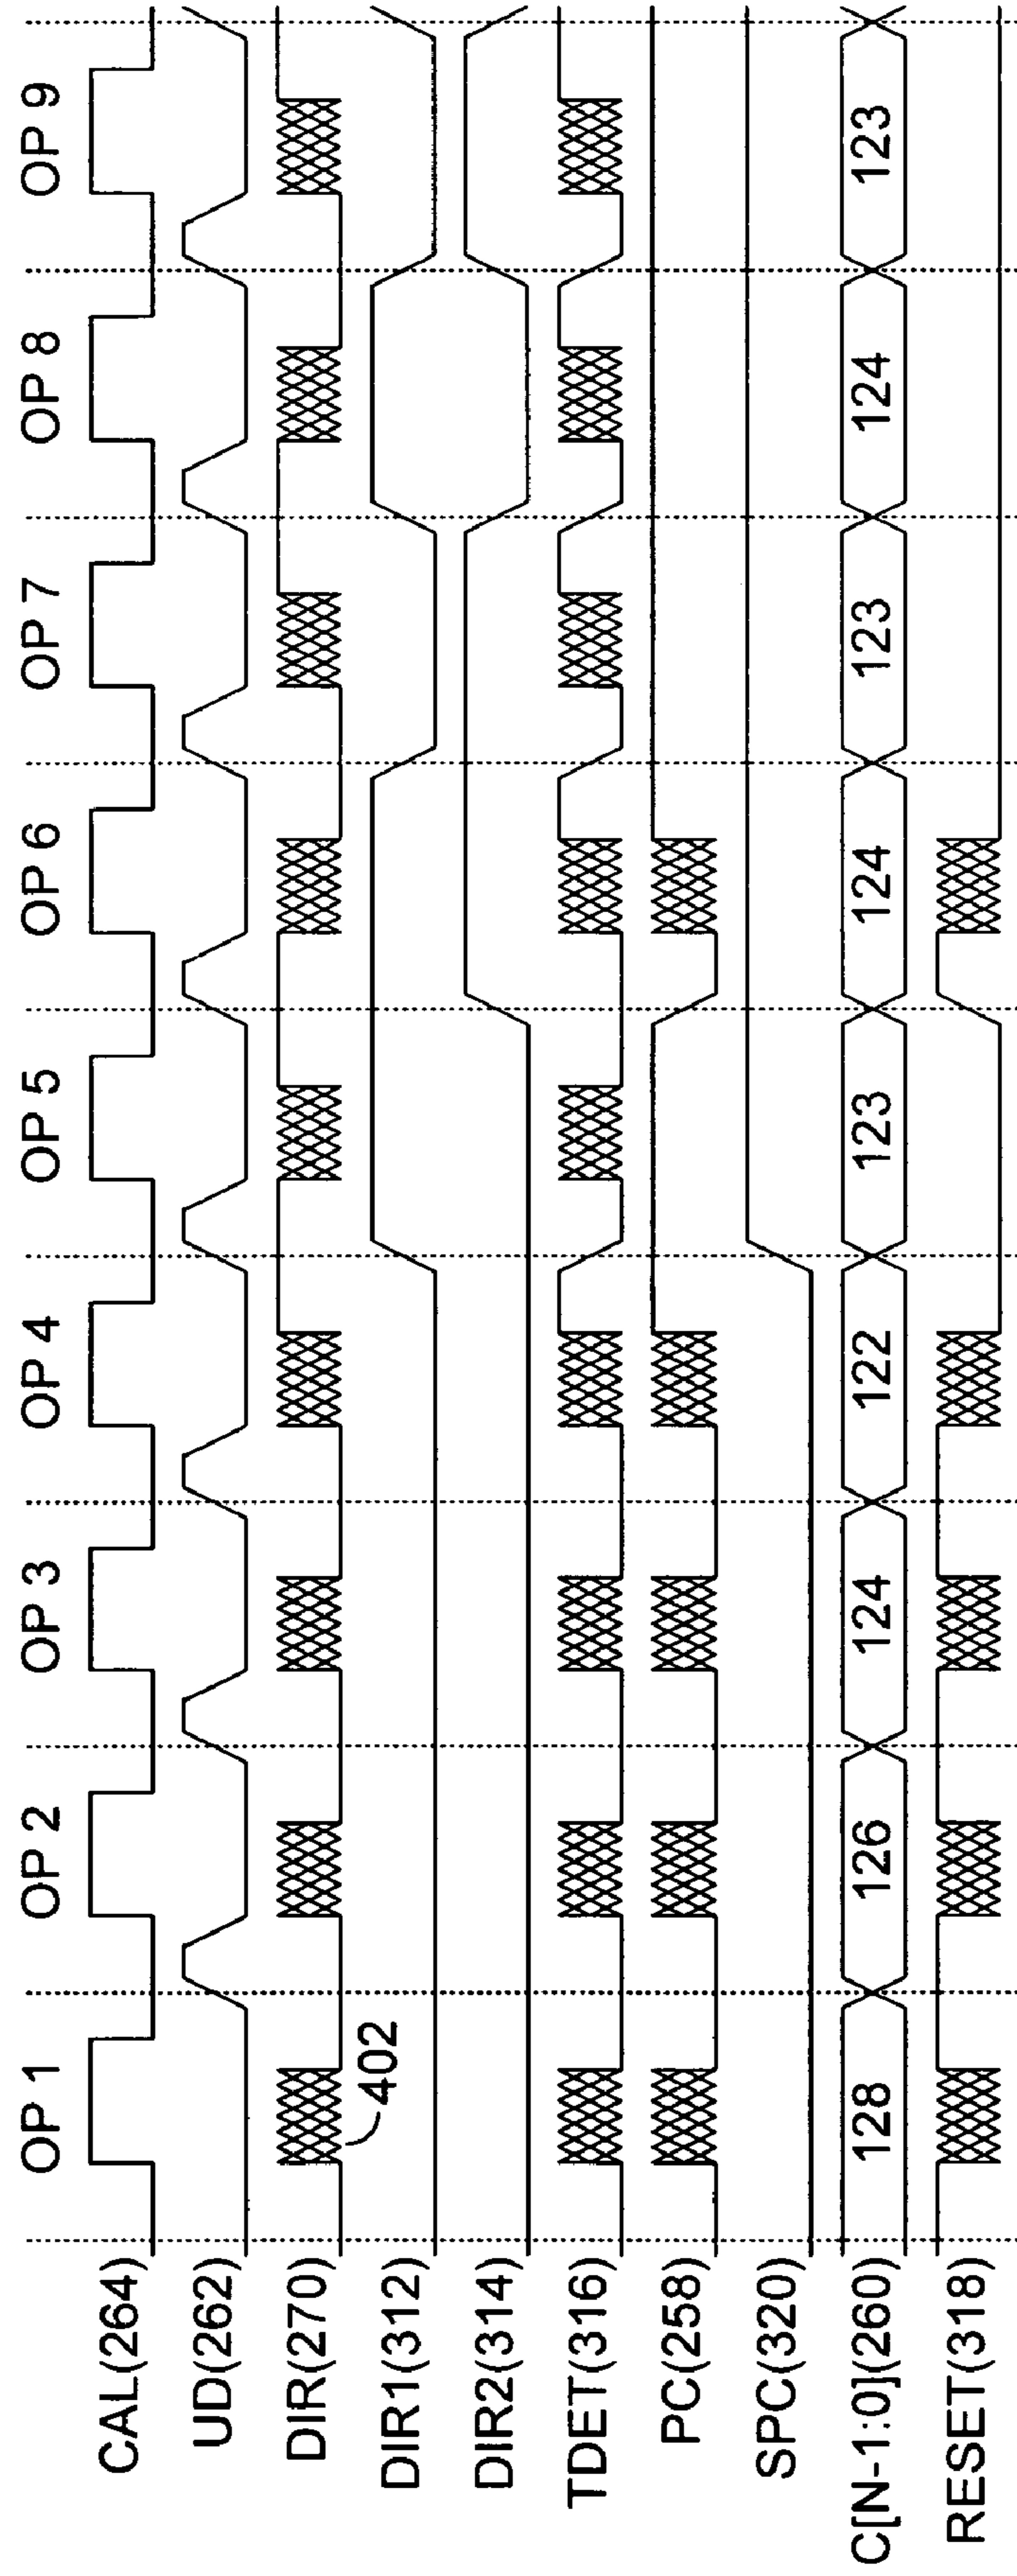 OP 1 OP 2 OP 3 OP 4 OP 5 OP 6 OP 7 OP 8 OP 9
CAL(264)
UD(262)
DIR(270)
402
DIR1(312)
DIR2(314)
TDET(316)
PC(258)
SPC(320)
C[N-1:0](260) 128 126 124 122 123 124 123 124 123
RESET(318)